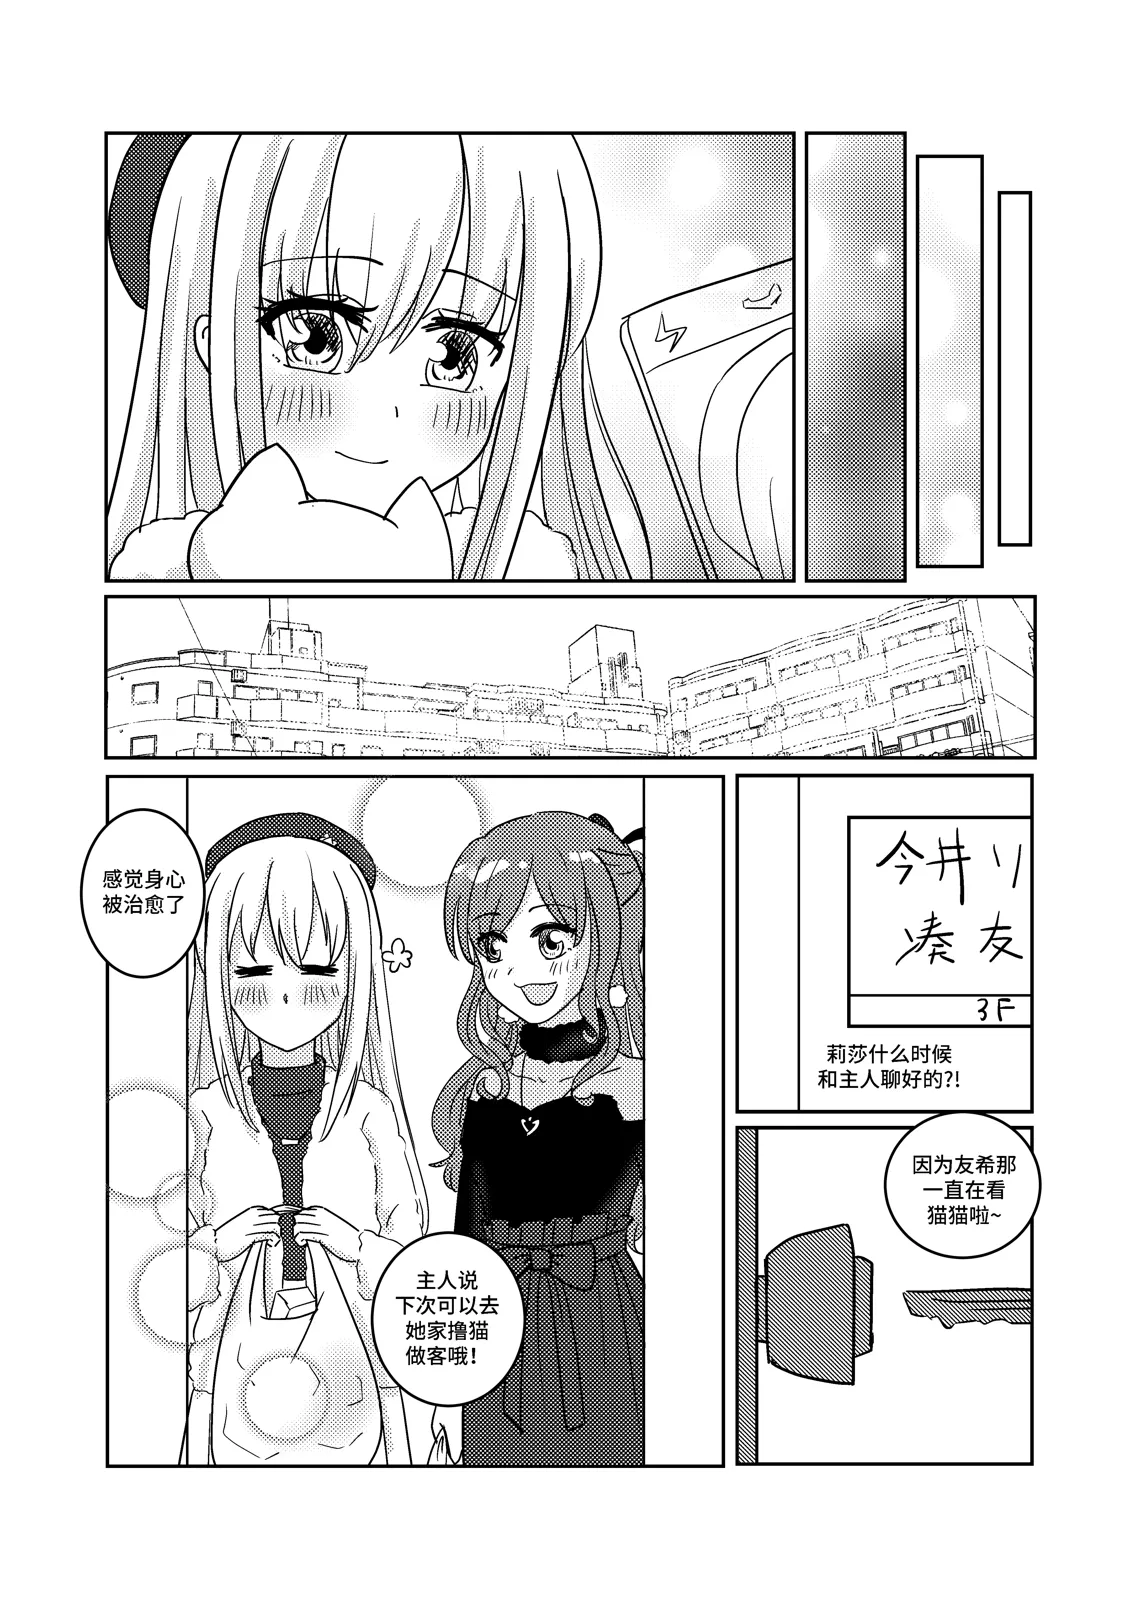 感觉身心
被治愈了
主人说
下次可以去
她家撸猫
做客哦！
今井リ
湊友
3F
莉莎什么时候
和主人聊好的?!
因为友希那
一直在看
猫猫啦~